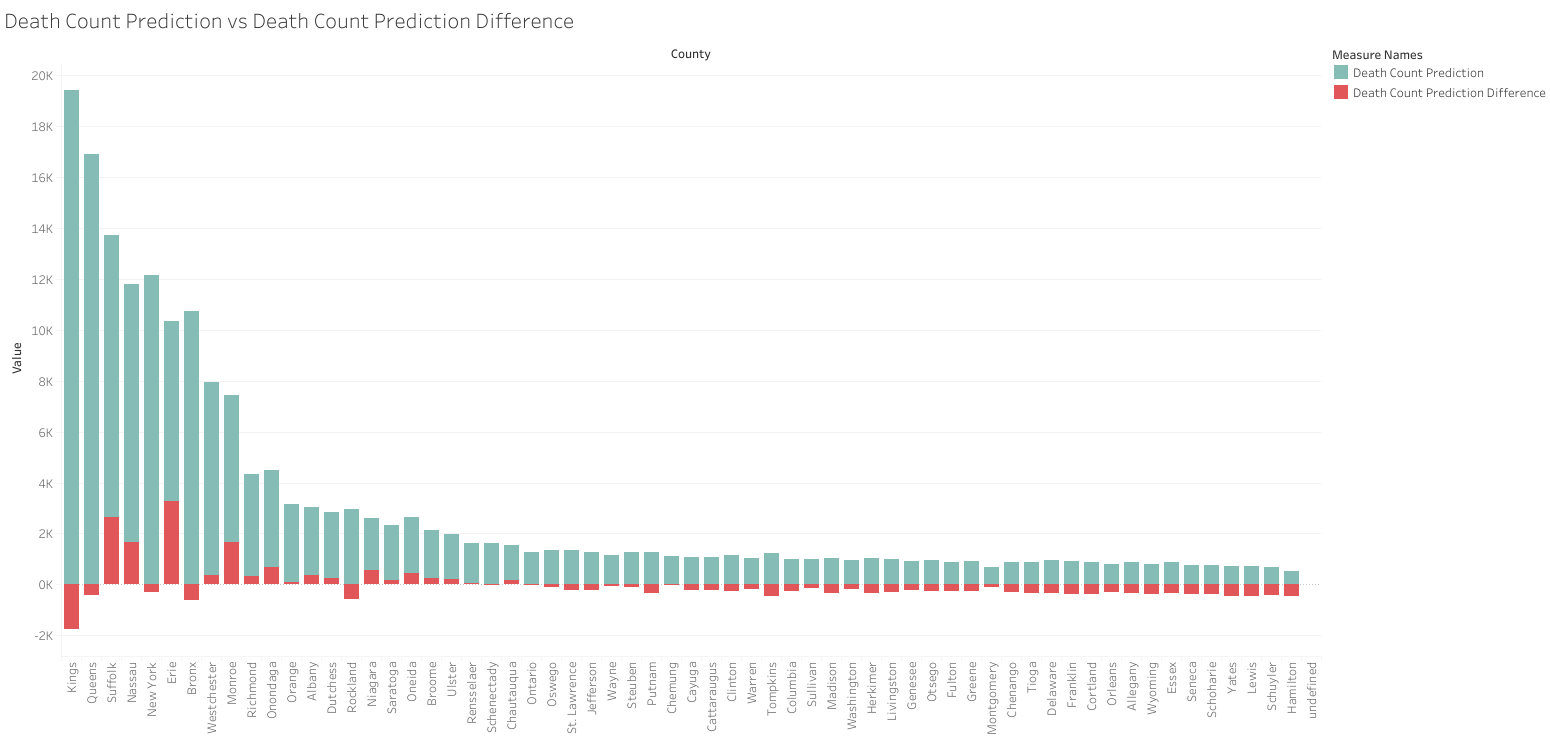 Death Count Prediction vs Death Count Prediction Difference
County
Measure Names
Death Count Prediction
Death Count Prediction Difference
Value
20K
18K
16K
14K
12K
10K
8K
6K
4K
2K
0K
-2K
Kings
Queens
Suffolk
Nassau
New York
Erie
Bronx
Westchester
Monroe
Richmond
Onondaga
Orange
Albany
Dutchess
Rockland
Niagara
Saratoga
Oneida
Broome
Ulster
Rensselaer
Schenectady
Chautauqua
Ontario
Oswego
St. Lawrence
Jefferson
Wayne
Steuben
Putnam
Chemung
Cayuga
Cattaraugus
Clinton
Warren
Tompkins
Columbia
Sullivan
Madison
Washington
Herkimer
Livingston
Genesee
Otsego
Fulton
Greene
Montgomery
Chenango
Tioga
Delaware
Franklin
Cortland
Orleans
Allegany
Wyoming
Essex
Seneca
Schoharie
Yates
Lewis
Schuyler
Hamilton
undefined